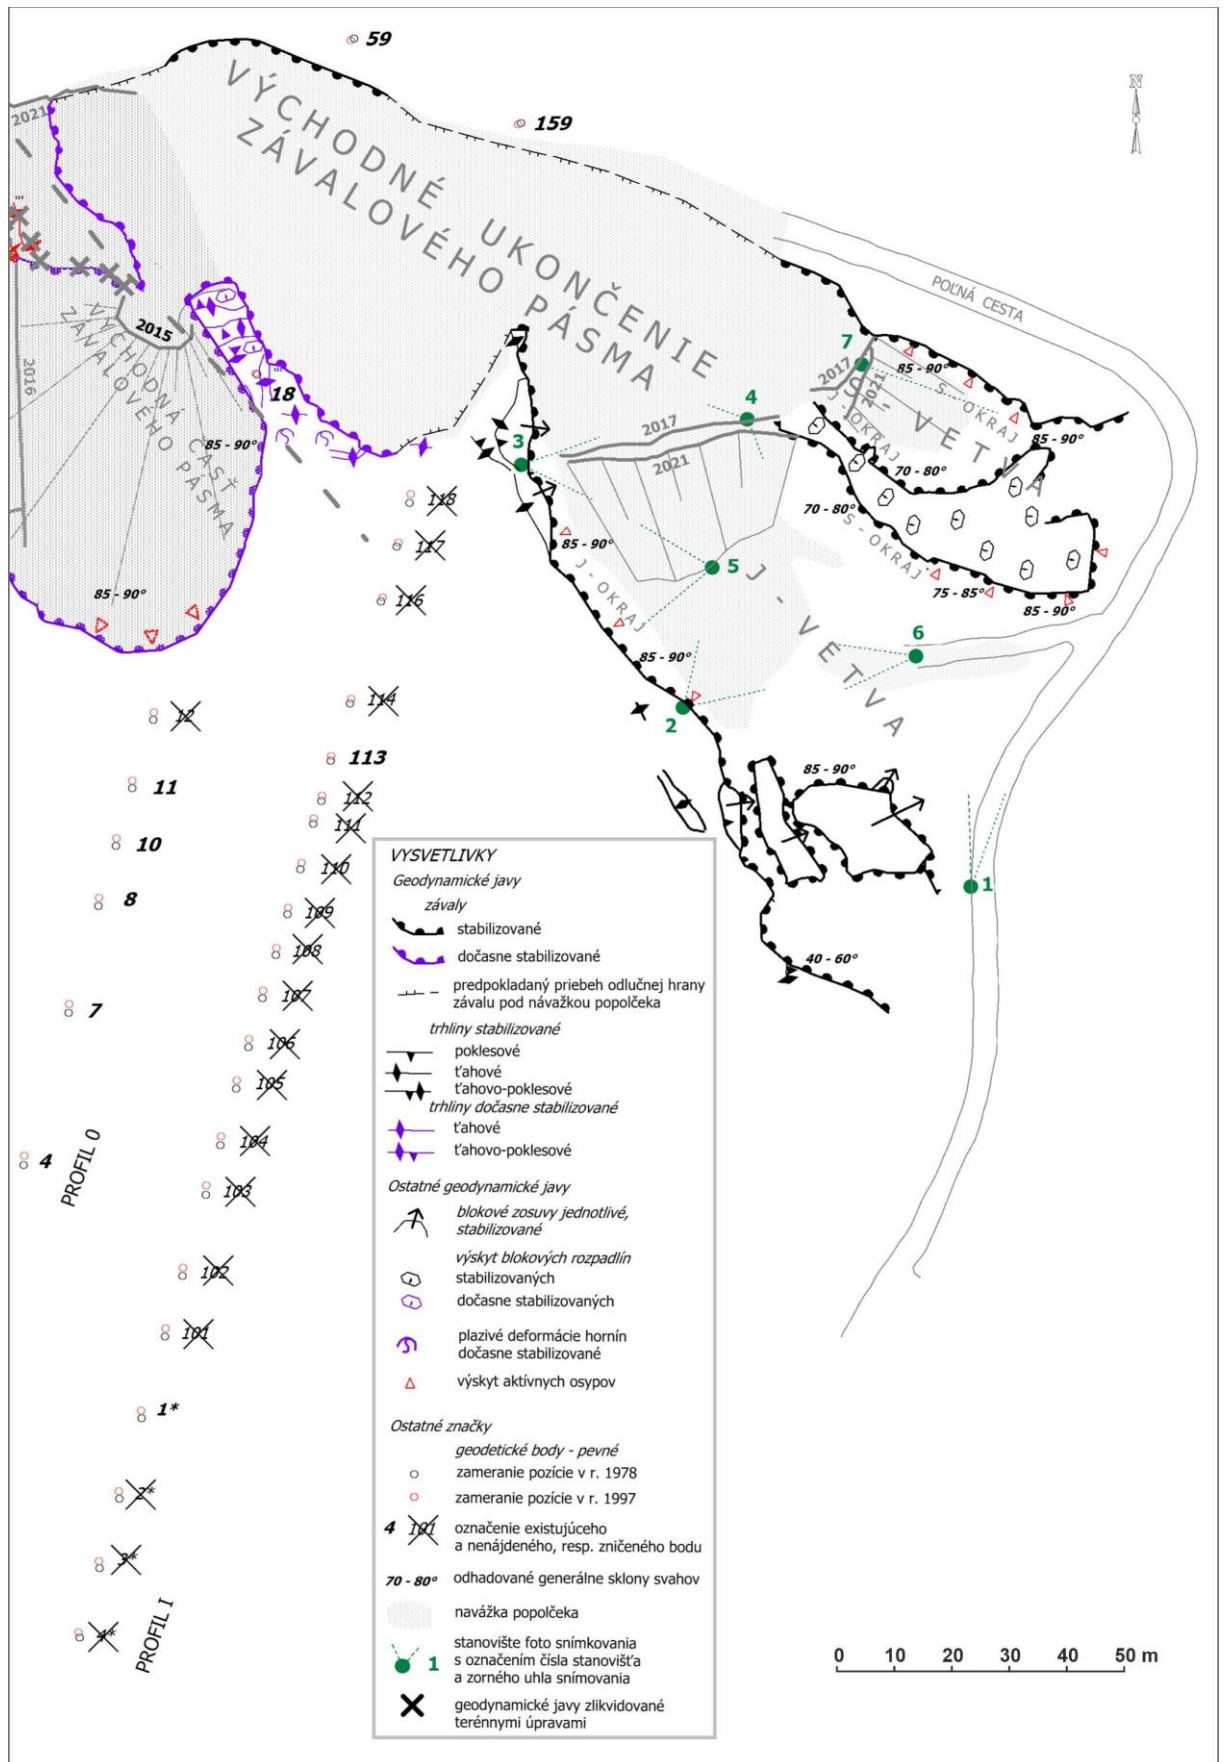 59
159
N
VÝCHODNÉ UKONČENIE
ZÁVALOVÉHO PÁSMA
2021
POĽNÁ CESTA
2015
VÝCHODNÁ ČASŤ
ZÁVALOVÉHO PÁSMA
2016
18
85 - 90°
7
2017
2021
85 - 90°
S - OKRAJ
J - OKRAJ
S - VETVA
4
2017
2021
3
85 - 90°
70 - 80°
70 - 80°
S - OKRAJ
75 - 85°
85 - 90°
118
117
116
85 - 90°
J - OKRAJ
5
J - VETVA
85 - 90°
6
85 - 90°
2
114
12
113
11
112
111
10
110
8
109
108
107
7
106
105
104
4
PROFIL 0
103
102
101
1*
2*
3*
4*
PROFIL I
85 - 90°
1
40 - 60°
VYSVETLIVKY
Geodynamické javy
závaly
stabilizované
dočasne stabilizované
predpokladaný priebeh odlučnej hrany
závalu pod návažkou popolčeka
trhliny stabilizované
poklesové
ťahové
ťahovo-poklesové
trhliny dočasne stabilizované
ťahové
ťahovo-poklesové
Ostatné geodynamické javy
blokové zosuvy jednotlivé,
stabilizované
výskyt blokových rozpadlín
stabilizovaných
dočasne stabilizovaných
plazivé deformácie hornín
dočasne stabilizované
výskyt aktívnych osypov
Ostatné značky
geodetické body - pevné
zameranie pozície v r. 1978
zameranie pozície v r. 1997
4 101 označenie existujúceho
a nenájdeného, resp. zničeného bodu
70 - 80° odhadované generálne sklony svahov
navážka popolčeka
stanovište foto snímkovania
1 s označením čísla stanovišťa
a zorného uhla snímovania
geodynamické javy zlikvidované
terénnymi úpravami
0 10 20 30 40 50 m